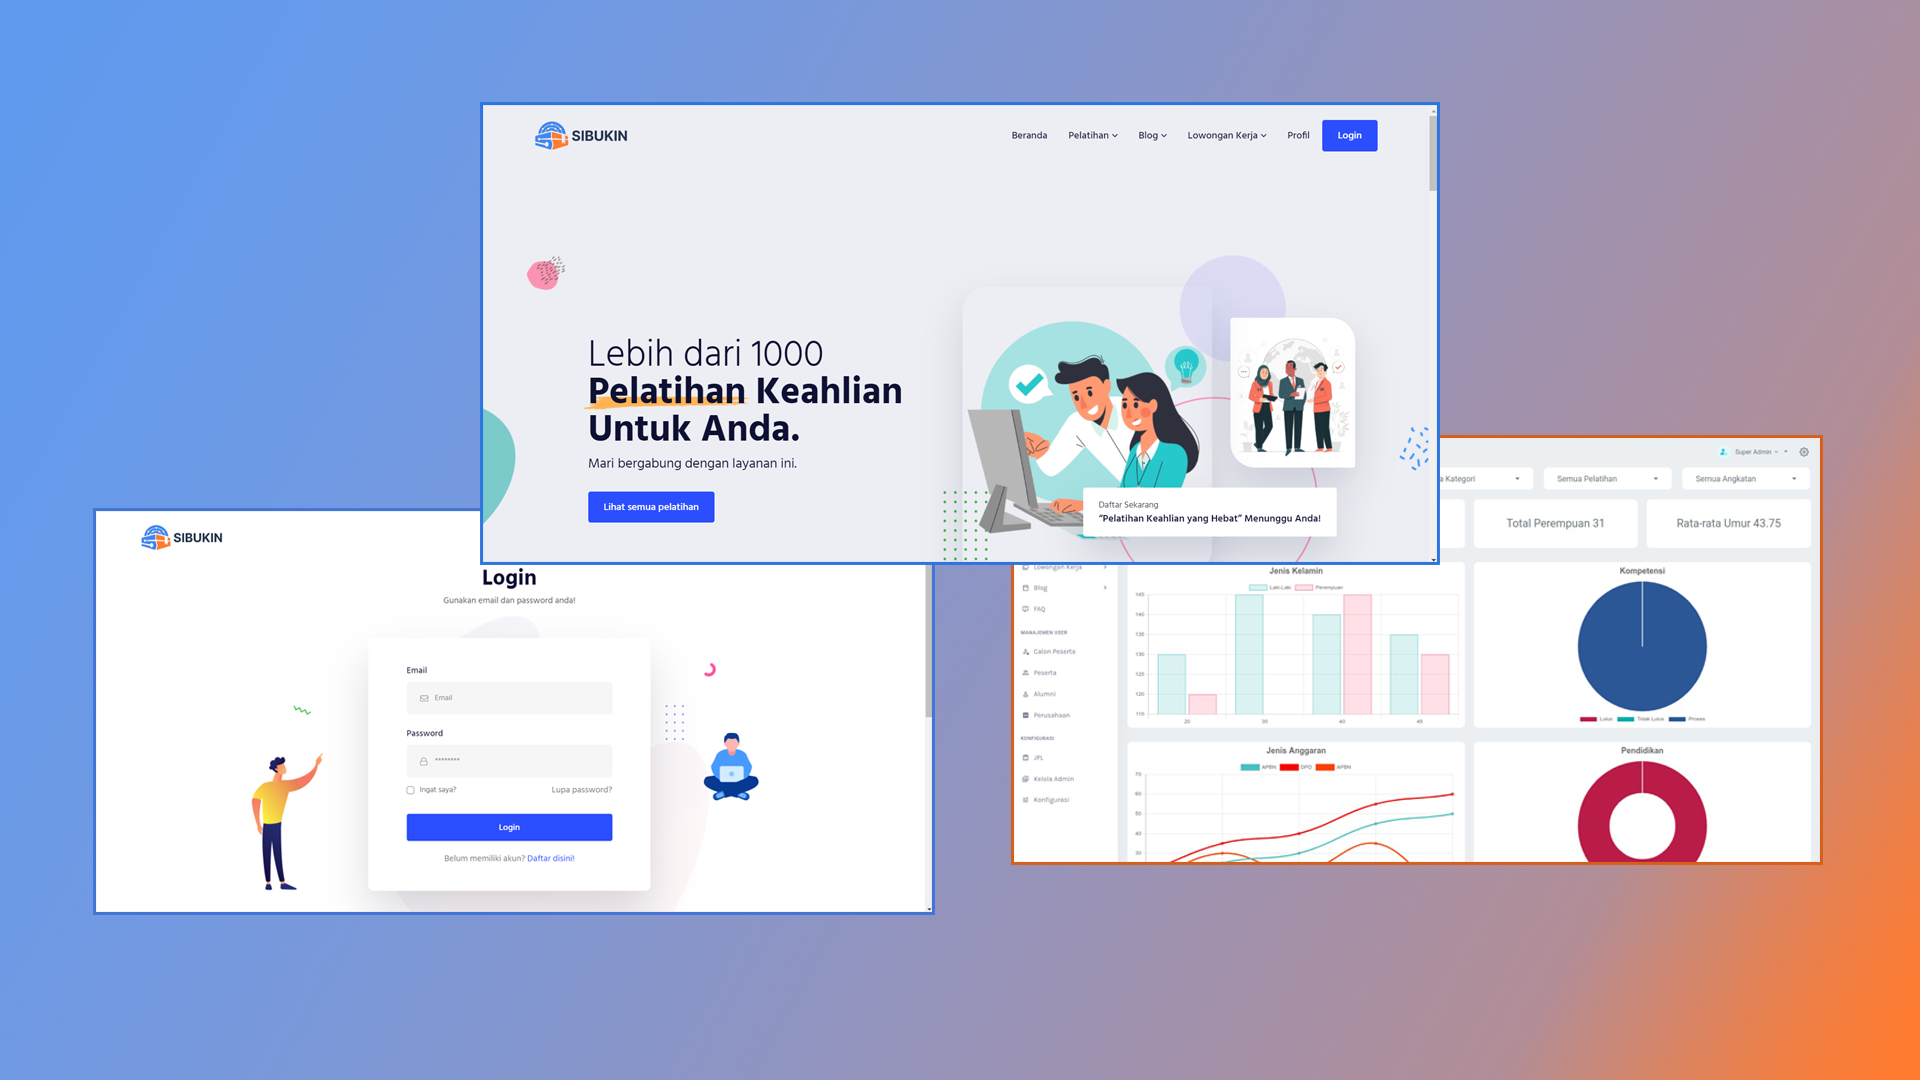 SIBUKIN
Beranda
Pelatihan
Blog
Lowongan Kerja
Profil
Login
Lebih dari 1000
Pelatihan Keahlian
Untuk Anda.
Mari bergabung dengan layanan ini.
Lihat semua pelatihan
Daftar Sekarang
“Pelatihan Keahlian yang Hebat” Menunggu Anda!
SIBUKIN
Login
Gunakan email dan password anda!
Email
Email
Password
********
Ingat saya?
Lupa password?
Login
Belum memiliki akun? Daftar disini!
Super Admin
Kategori
Semua Pelatihan
Semua Angkatan
Total Perempuan 31
Rata-rata Umur 43.75
Lowongan Kerja
Blog
FAQ
MANAJEMEN USER
Calon Peserta
Peserta
Alumni
Perusahaan
KONFIGURASI
JPL
Kelola Admin
Konfigurasi
Jenis Kelamin
Laki-Laki
Perempuan
145
140
135
130
125
120
115
20
35
40
45
Kompetensi
Lulus
Tidak Lulus
Proses
Jenis Anggaran
APBN
DPD
APBN
70
60
50
40
30
Pendidikan